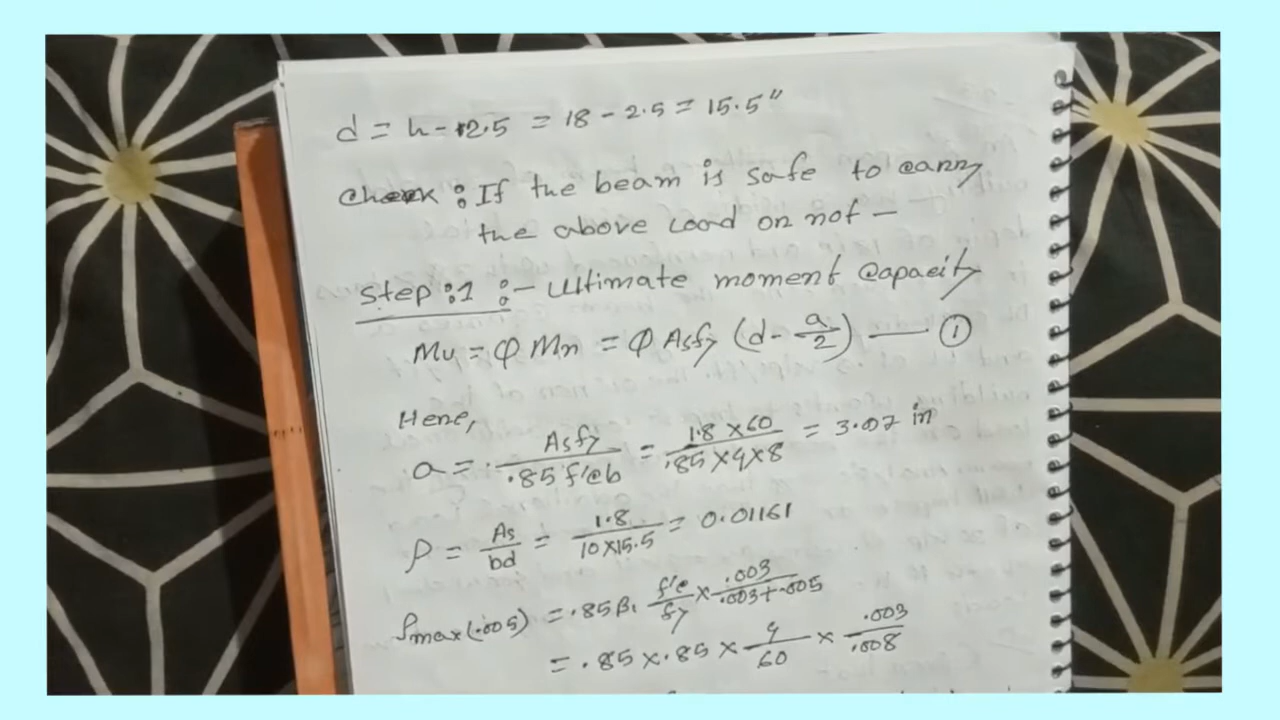 d = h - 2.5 = 18 - 2.5 = 15.5"
Check : If the beam is safe to carry
the above load or not -
Step:1 :- Ultimate moment Capacity
Mu = φ Mn = φ Asfy (d - a/2) — ①
Here,
a = Asfy/.85 f'c b = 1.8 × 60/.85 × 4 × 8 = 3.07 in
ρ = As/bd = 1.8/10 × 15.5 = 0.01161
ρmax(.005) = .85 β1 f'c/fy × .003/.003 + .005
= .85 × .85 × 4/60 × .003/.008